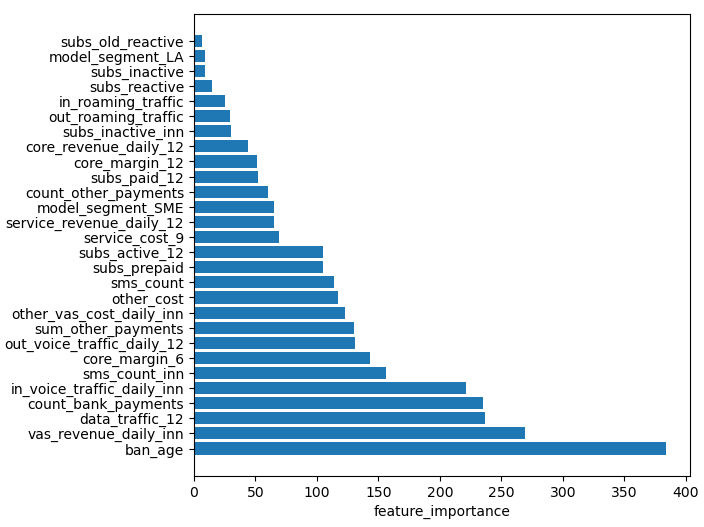 subs_old_reactive
model_segment_LA
subs_inactive
subs_reactive
in_roaming_traffic
out_roaming_traffic
subs_inactive_inn
core_revenue_daily_12
core_margin_12
subs_paid_12
count_other_payments
model_segment_SME
service_revenue_daily_12
service_cost_9
subs_active_12
subs_prepaid
sms_count
other_cost
other_vas_cost_daily_inn
sum_other_payments
out_voice_traffic_daily_12
core_margin_6
sms_count_inn
in_voice_traffic_daily_inn
count_bank_payments
data_traffic_12
vas_revenue_daily_inn
ban_age
0 50 100 150 200 250 300 350 400
feature_importance